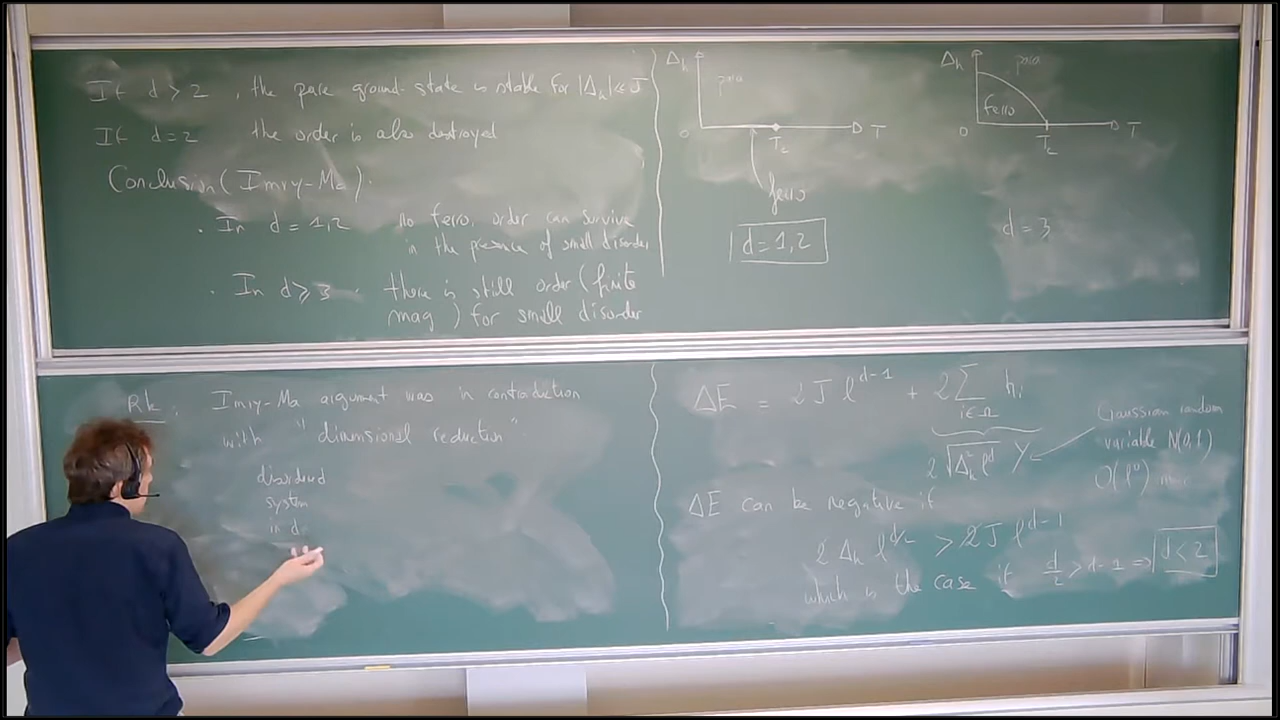 If d > 2 , the pure ground-state is stable for |Δh| ≪ J
If d = 2 the order is also destroyed
Conclusion (Imry-Ma).
. In d = 1,2 no ferro. order can survive
in the presence of small disorder
. In d ⩾ 3 . there is still order (finite
mag ) for small disorder
Δh
para
0
Tc
T
ferro
d = 1,2
Δh
para
ferro
0
Tc
T
d = 3
Rk. Imry-Ma argument was in contradiction
with "dimensional reduction".
disordered
system
in d
ΔE = 2 J ℓ^{d-1} + 2 ∑_{i∈Ω} hi
2 √(Δh² ℓ^d) Y
Gaussian random
variable N(0,1)
O(ℓ⁰)
ΔE can be negative if
2 Δh ℓ^{d/2} > 2 J ℓ^{d-1}
which is the case if d/2 > d-1 ⇒ d < 2